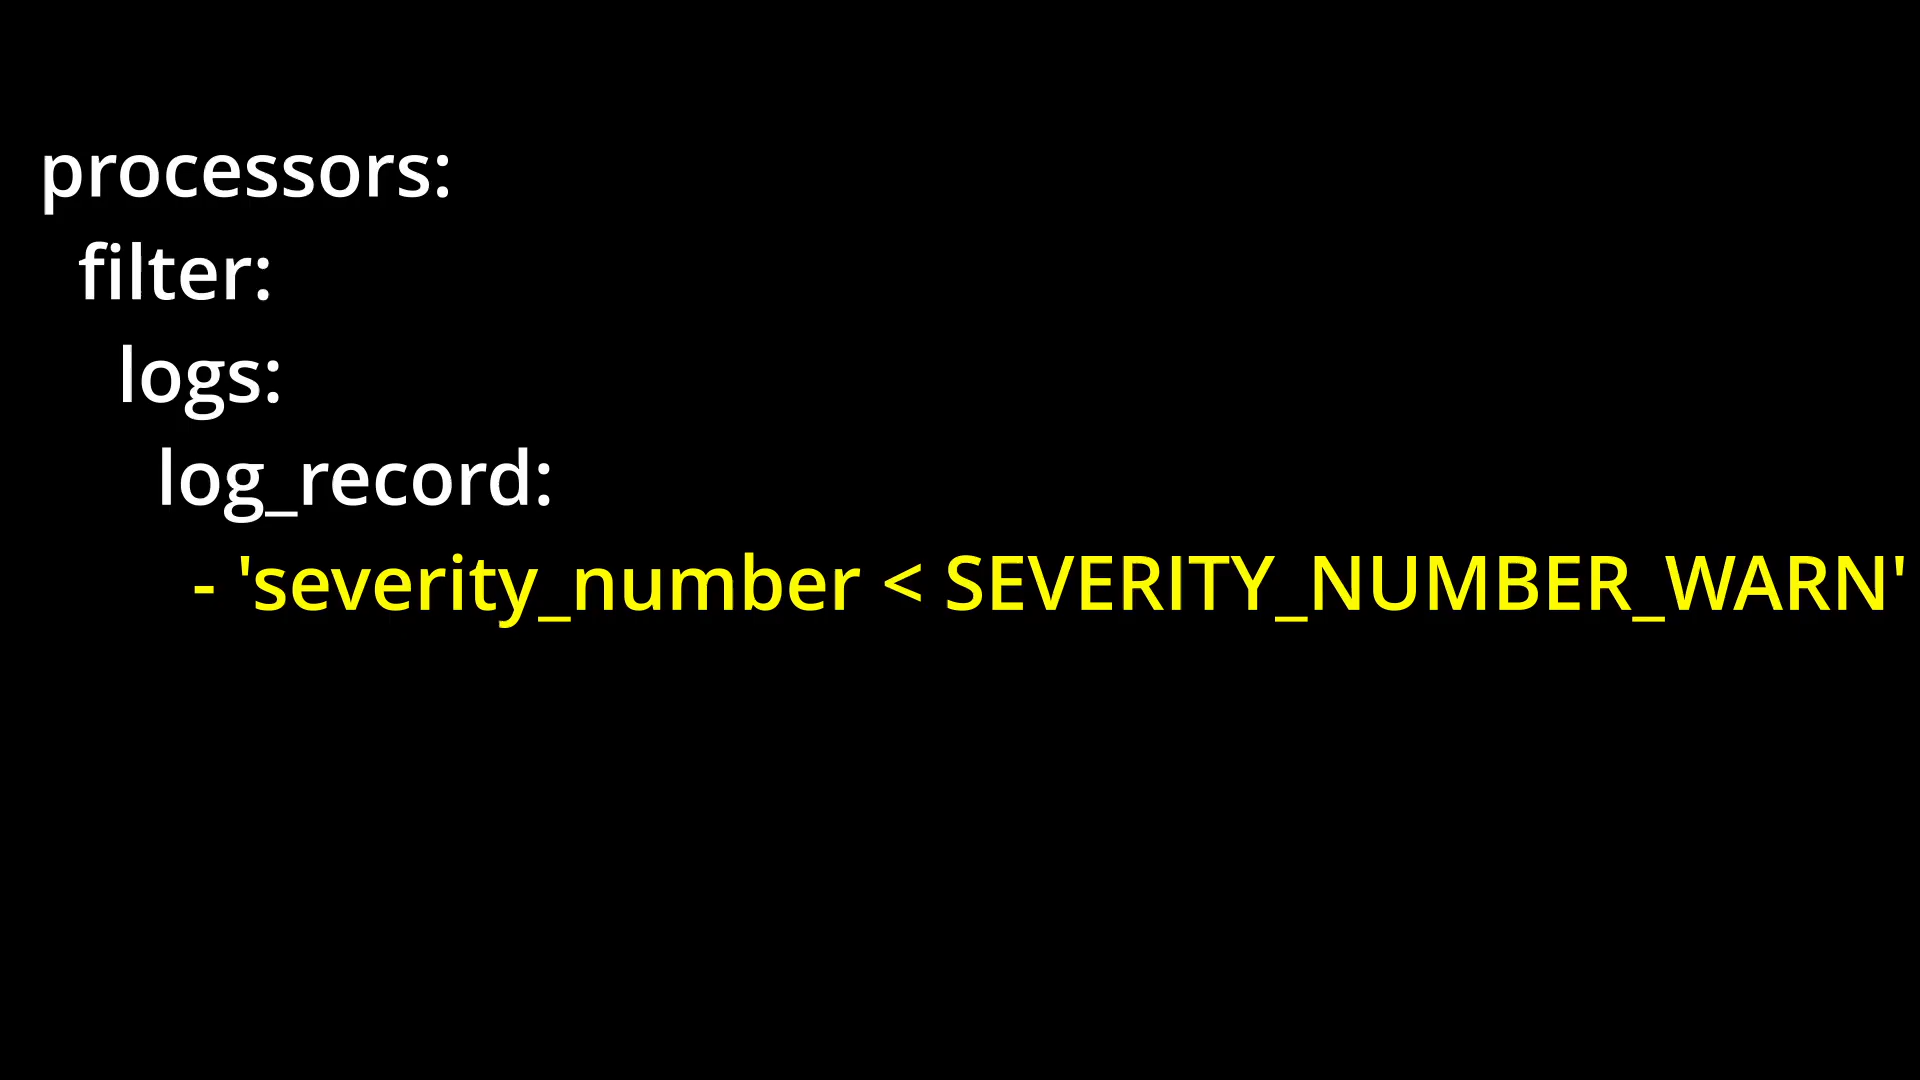 processors:
filter:
logs:
log_record:
- 'severity_number < SEVERITY_NUMBER_WARN'